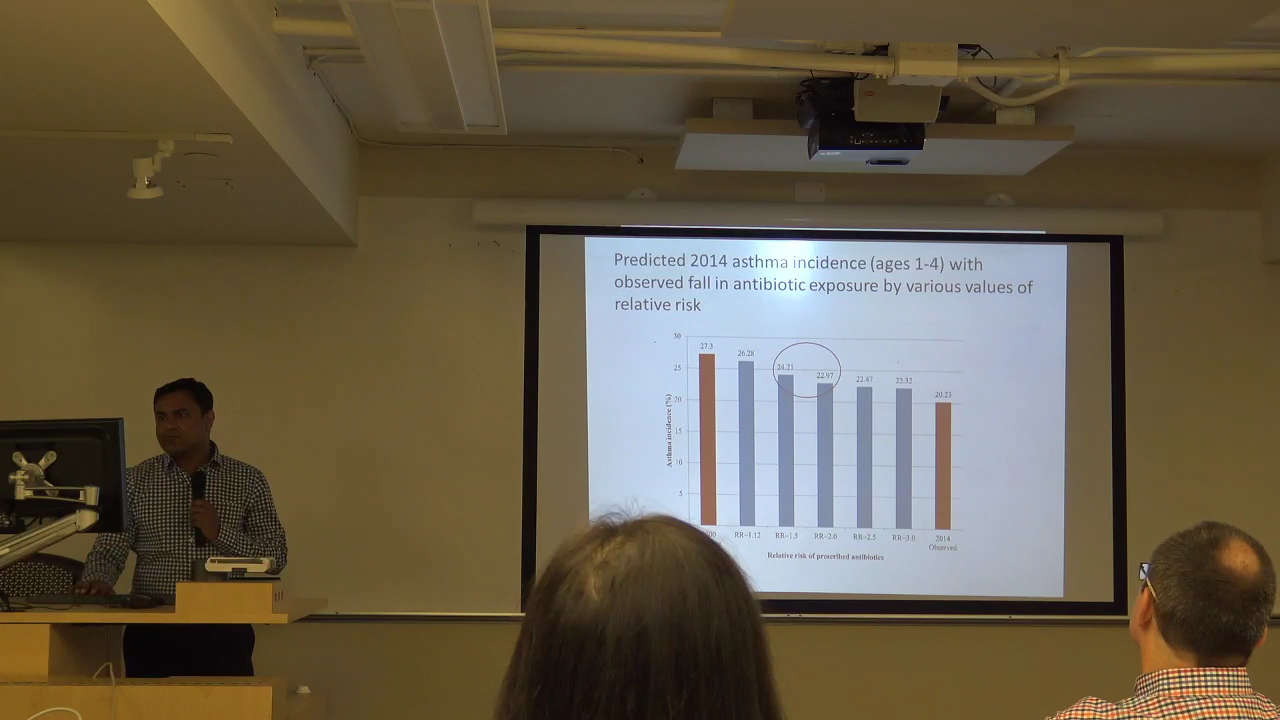 Predicted 2014 asthma incidence (ages 1-4) with
observed fall in antibiotic exposure by various values of
relative risk
30
25
20
15
10
5
Asthma incidence (%)
27.3
26.28
24.21
22.97
22.47
22.32
20.23
RR=1.12
RR=1.5
RR=2.0
RR=2.5
RR=3.0
2014
Observed
Relative risk of prescribed antibiotics